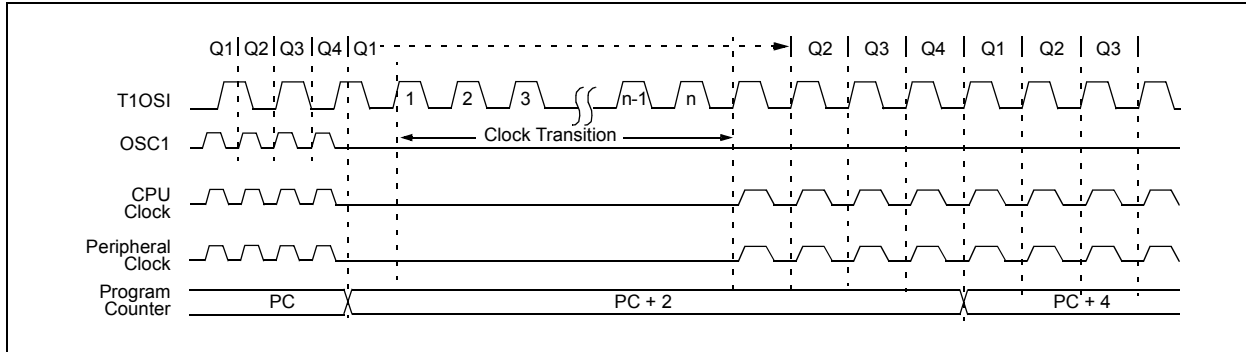 Q1 Q2 Q3 Q4 Q1 Q2 Q3 Q4 Q1 Q2 Q3
T1OSI
1 2 3 n-1 n
Clock Transition
OSC1
CPU
Clock
Peripheral
Clock
Program
Counter
PC PC + 2 PC + 4